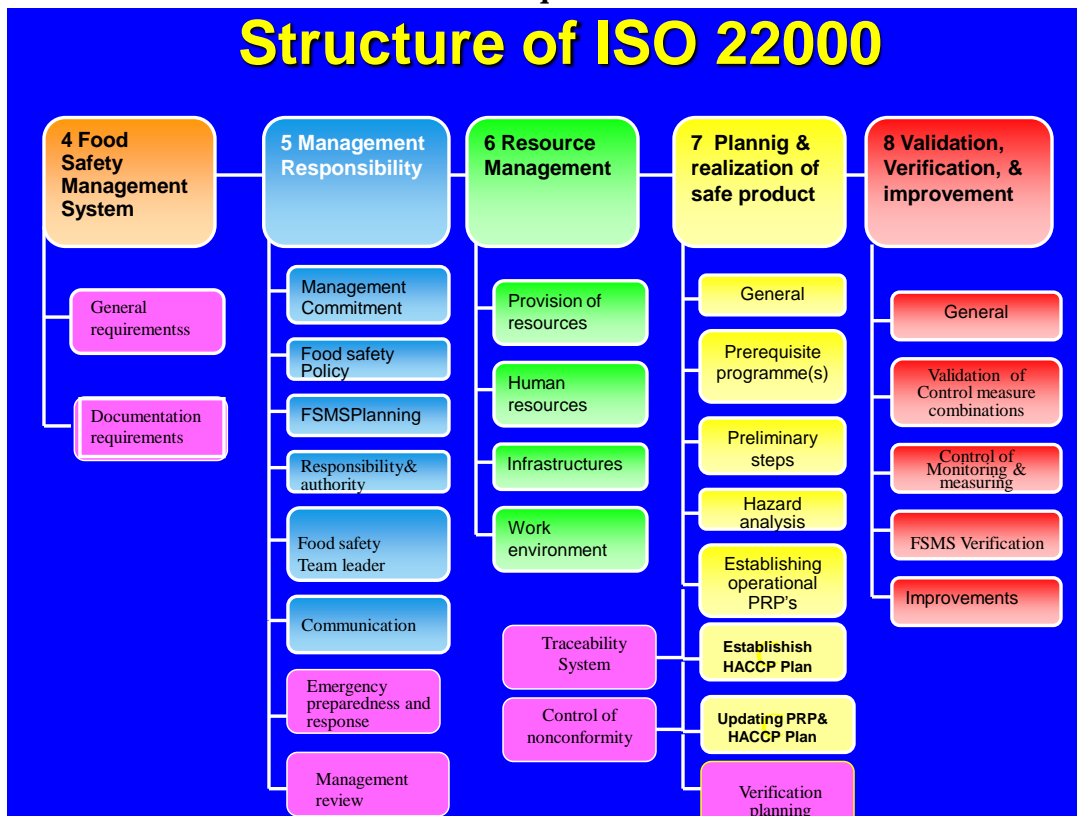 Structure of ISO 22000
4 Food
Safety
Management
System
General
requirementss
Documentation
requirements
5 Management
Responsibility
Management
Commitment
Food safety
Policy
FSMSPlanning
Responsibility&
authority
Food safety
Team leader
Communication
Emergency
preparedness and
response
Management
review
6 Resource
Management
Provision of
resources
Human
resources
Infrastructures
Work
environment
7 Plannig &
realization of
safe product
General
Prerequisite
programme(s)
Preliminary
steps
Hazard
analysis
Establishing
operational
PRP's
Traceability
System
Establishish
HACCP Plan
Control of
nonconformity
Updating PRP&
HACCP Plan
Verification
planning
8 Validation,
Verification, &
improvement
General
Validation of
Control measure
combinations
Control of
Monitoring &
measuring
FSMS Verification
Improvements